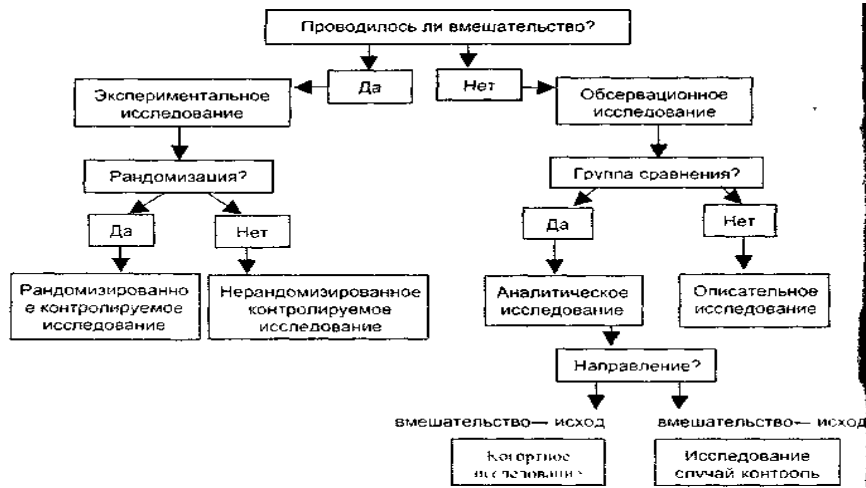 Проводилось ли вмешательство?
Да
Нет
Экспериментальное
исследование
Обсервационное
исследование
Рандомизация?
Группа сравнения?
Да
Нет
Да
Нет
Рандомизированно
е контролируемое
исследование
Нерандомизированное
контролируемое
исследование
Аналитическое
исследование
Описательное
исследование
Направление?
вмешательство— исход
вмешательство— исход
Когортное
исследование
Исследование
случай контроль